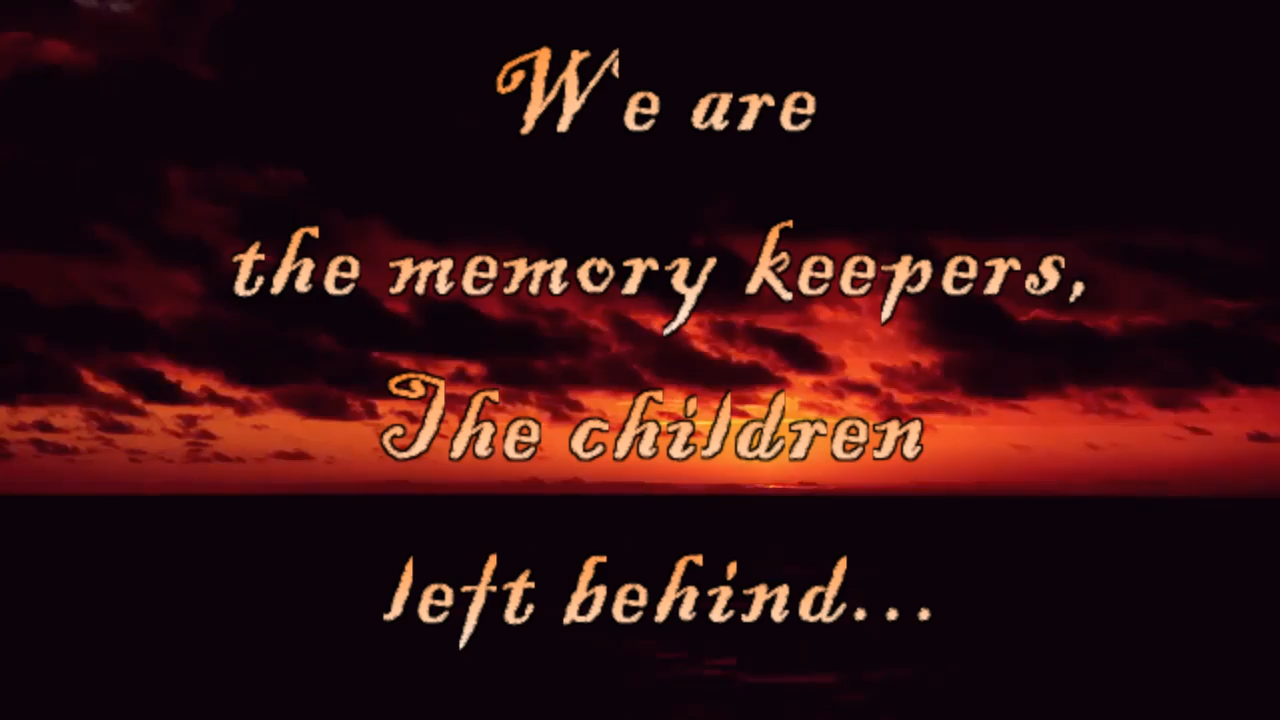 We are
the memory keepers,
The children
left behind...